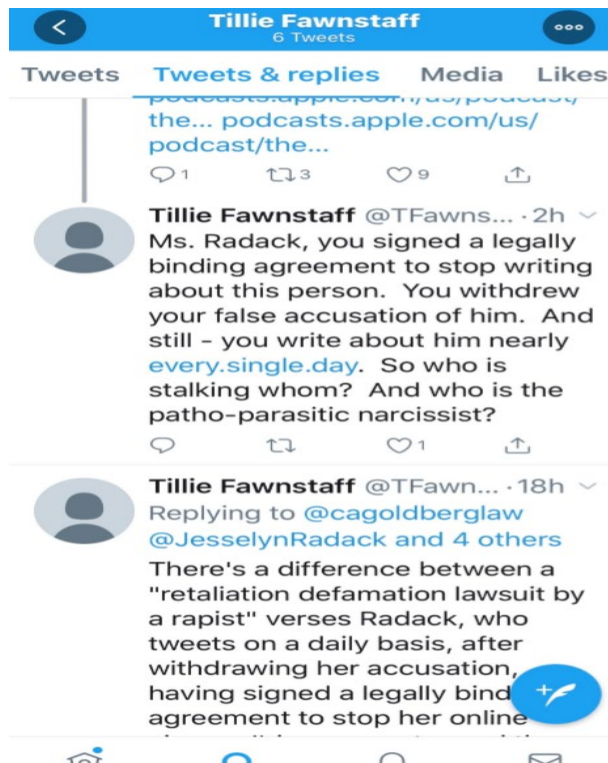 Tillie Fawnstaff
6 Tweets
Tweets Tweets & replies Media Likes
the... podcasts.apple.com/us/
podcast/the...
1 3 9
Tillie Fawnstaff @TFawns... · 2h
Ms. Radack, you signed a legally
binding agreement to stop writing
about this person. You withdrew
your false accusation of him. And
still – you write about him nearly
every.single.day. So who is
stalking whom? And who is the
patho-parasitic narcissist?
1
Tillie Fawnstaff @TFawn... · 18h
Replying to @cagoldberglaw
@JesselynRadack and 4 others
There's a difference between a
"retaliation defamation lawsuit by
a rapist" verses Radack, who
tweets on a daily basis, after
withdrawing her accusation,
having signed a legally bind
agreement to stop her online